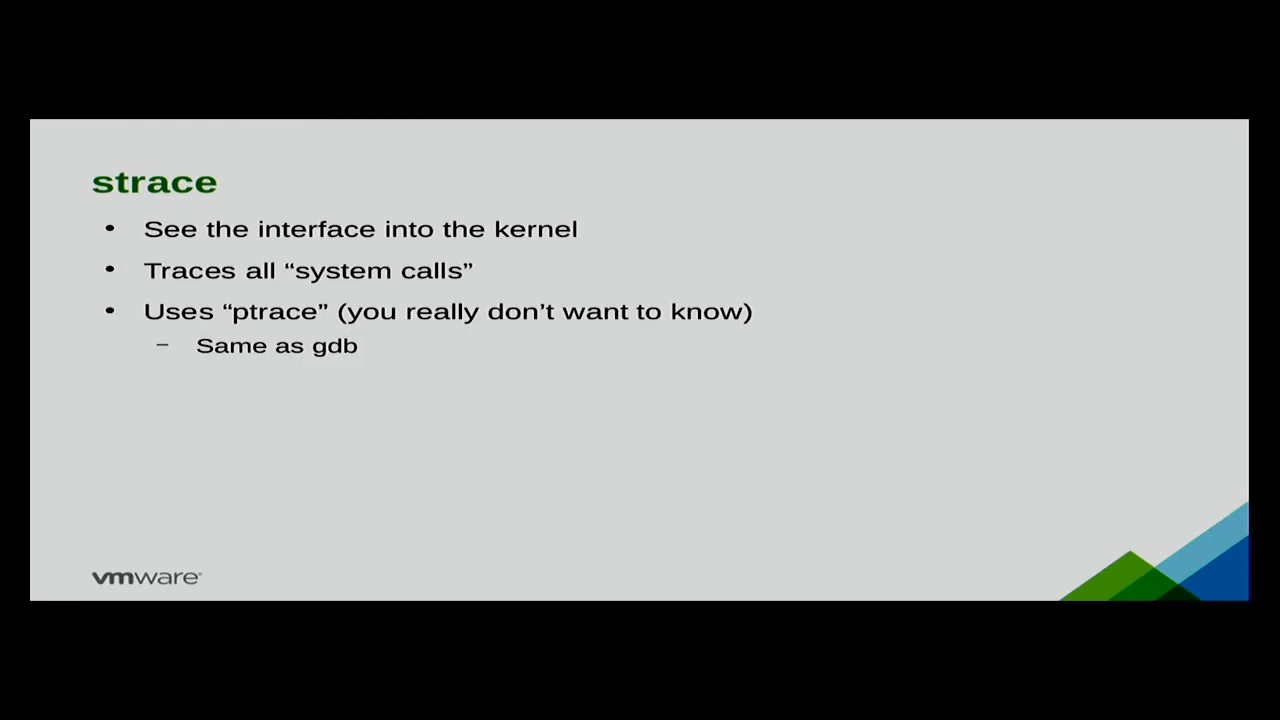 strace
• See the interface into the kernel
• Traces all “system calls”
• Uses “ptrace” (you really don’t want to know)
– Same as gdb
vmware®